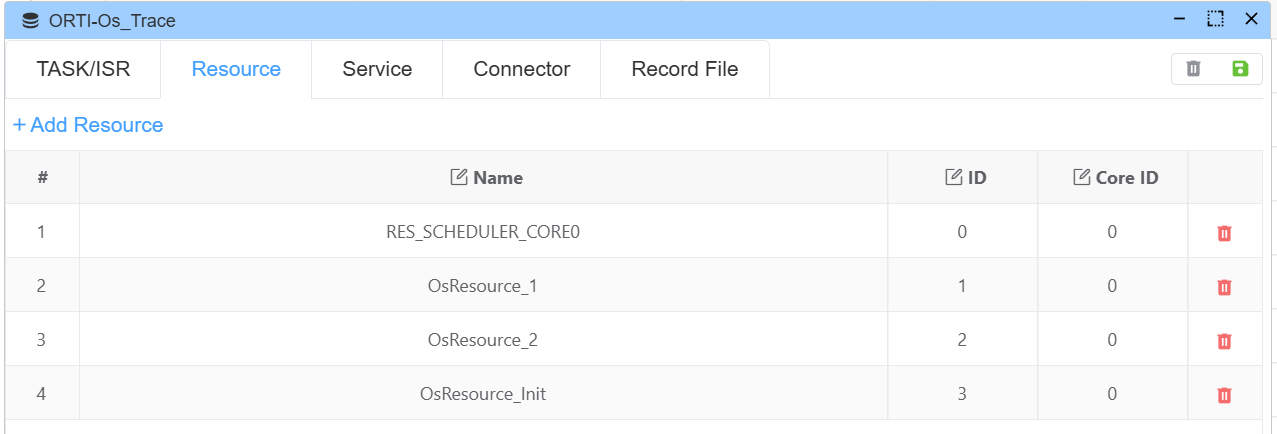 ORTI-Os_Trace
TASK/ISR Resource Service Connector Record File
+ Add Resource
# Name ID Core ID
1 RES_SCHEDULER_CORE0 0 0
2 OsResource_1 1 0
3 OsResource_2 2 0
4 OsResource_Init 3 0